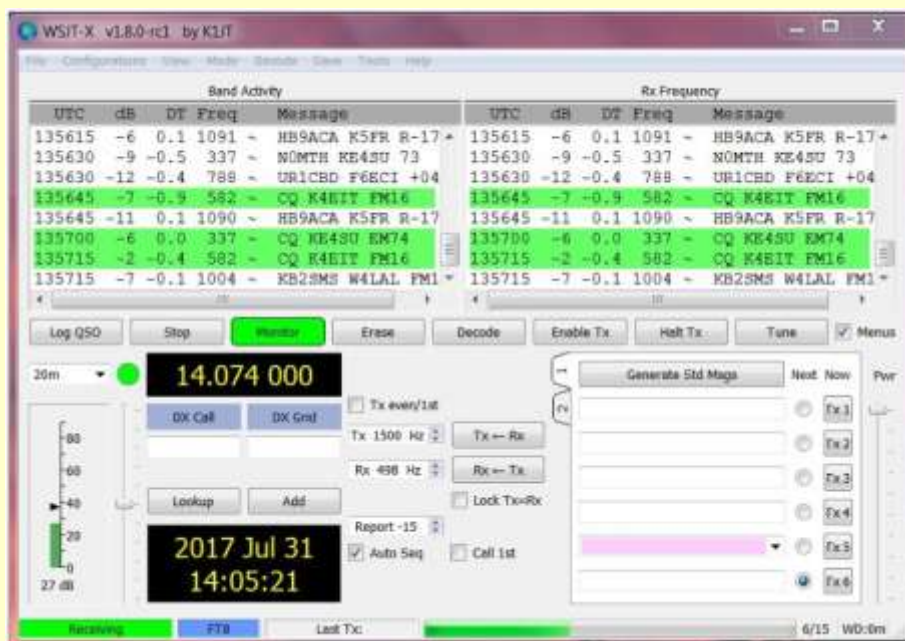 WSJT-X v1.8.0-rc1 by K1JT
File Configurations View Mode Decode Save Tools Help
Band Activity
UTC dB DT Freq Message
135615 -6 0.1 1091 ~ HB9ACA K5FR R-17
135630 -9 -0.5 337 ~ N0MTH KE4SU 73
135630 -12 -0.4 788 ~ UR1CBD F6ECI +04
135645 -7 -0.9 582 ~ CQ K4EIT FM16
135645 -11 0.1 1090 ~ HB9ACA K5FR R-17
135700 -6 0.0 337 ~ CQ KE4SU EM74
135715 -2 -0.4 582 ~ CQ K4EIT FM16
135715 -7 -0.1 1004 ~ KB2SMS W4LAL FM1
Rx Frequency
UTC dB DT Freq Message
135615 -6 0.1 1091 ~ HB9ACA K5FR R-17
135630 -9 -0.5 337 ~ N0MTH KE4SU 73
135630 -12 -0.4 788 ~ UR1CBD F6ECI +04
135645 -7 -0.9 582 ~ CQ K4EIT FM16
135645 -11 0.1 1090 ~ HB9ACA K5FR R-17
135700 -6 0.0 337 ~ CQ KE4SU EM74
135715 -2 -0.4 582 ~ CQ K4EIT FM16
135715 -7 -0.1 1004 ~ KB2SMS W4LAL FM1
Log QSO Stop Monitor Erase Decode Enable Tx Halt Tx Tune Menus
20m
14.074 000
DX Call DX Grid
Lookup Add
2017 Jul 31
14:05:21
80
60
40
20
0
27 dB
Tx even/1st
Tx 1500 Hz Tx ← Rx
Rx 498 Hz Rx ← Tx
Lock Tx=Rx
Report -15
Auto Seq Call 1st
1
2
Generate Std Msgs Next Now Pwr
Tx 1
Tx 2
Tx 3
Tx 4
Tx 5
Tx 6
Receiving FT8 Last Tx: 6/15 WD:0m